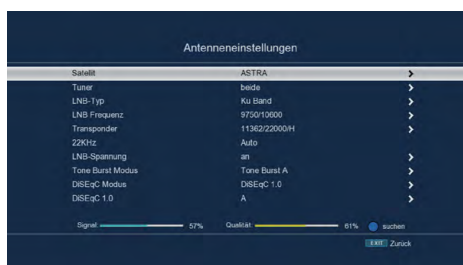 Antenneneinstellungen
Satellit ASTRA
Tuner beide
LNB-Typ Ku Band
LNB Frequenz 9750/10600
Transponder 11362/22000/H
22KHz Auto
LNB-Spannung an
Tone Burst Modus Tone Burst A
DiSEqC Modus DiSEqC 1.0
DiSEqC 1.0 A
Signal: 57% Qualität: 61% suchen
EXIT Zurück